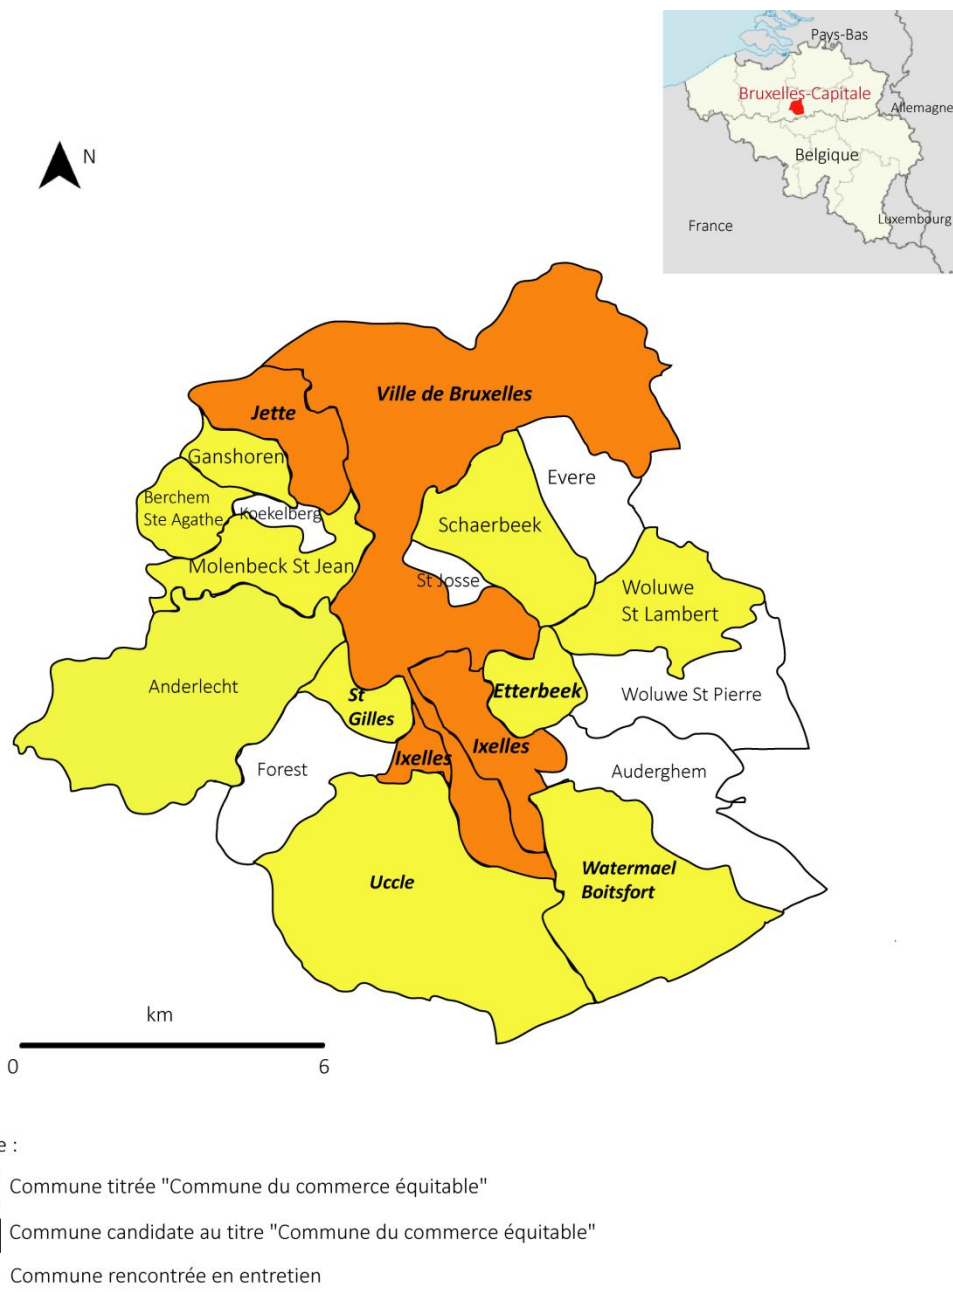 Pays-Bas
Bruxelles-Capitale
Allemagne
Belgique
Luxembourg
France
N
Ville de Bruxelles
Jette
Ganshoren
Evere
Berchem
Ste Agathe
Koekelberg
Schaerbeek
Molenbeck St Jean
St Josse
Woluwe
St Lambert
Anderlecht
St
Gilles
Etterbeek
Woluwe St Pierre
Ixelles
Ixelles
Forest
Auderghem
Uccle
Watermael
Boitsfort
km
0 6
e :
Commune titrée "Commune du commerce équitable"
Commune candidate au titre "Commune du commerce équitable"
Commune rencontrée en entretien